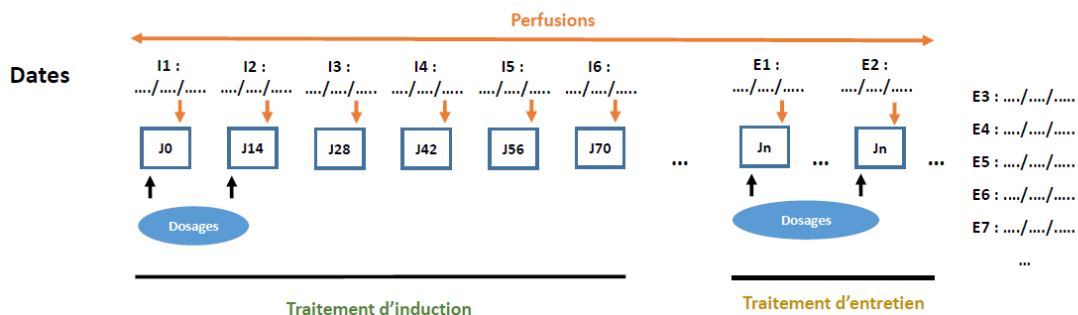 Perfusions
Dates
I1 : I2 : I3 : I4 : I5 : I6 : E1 : E2 :
…./…./….. …./…./….. …./…./….. …./…./….. …./…./….. …./…./….. …./…./….. …./…./…..
E3 : …./…./…..
E4 : …./…./…..
J0 J14 J28 J42 J56 J70 … Jn … Jn …
E5 : …./…./…..
E6 : …./…./…..
E7 : …./…./…..
…
Dosages Dosages
Traitement d’induction Traitement d’entretien